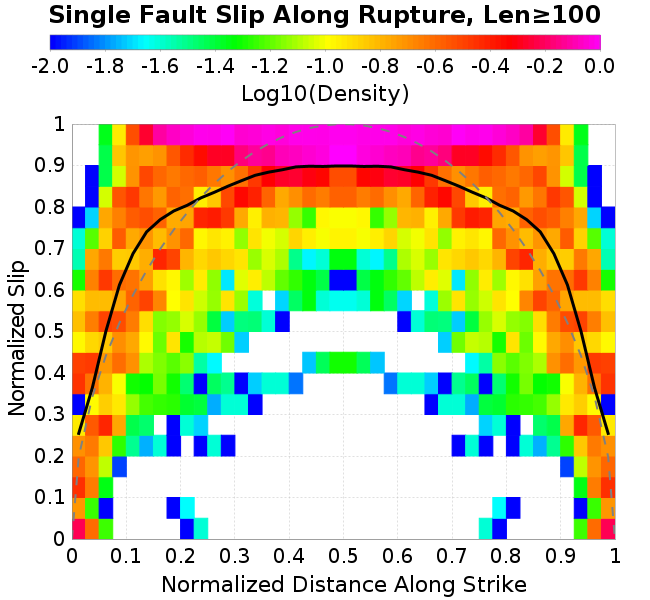 Single Fault Slip Along Rupture, Len≥100
-2.0 -1.8 -1.6 -1.4 -1.2 -1.0 -0.8 -0.6 -0.4 -0.2 0.0
Log10(Density)
Normalized Slip
1
0.9
0.8
0.7
0.6
0.5
0.4
0.3
0.2
0.1
0
0 0.1 0.2 0.3 0.4 0.5 0.6 0.7 0.8 0.9 1
Normalized Distance Along Strike